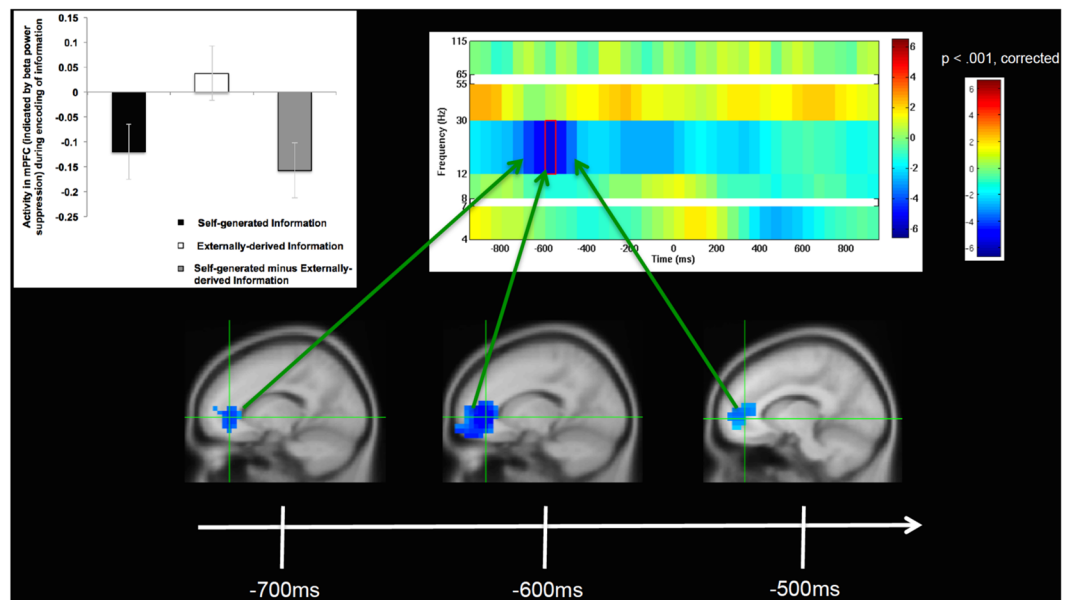 Activity in mPFC (indicated by beta power
suppression) during encoding of information
0.15
0.1
0.05
0
-0.05
-0.1
-0.15
-0.2
-0.25
Self-generated Information
Externally-derived Information
Self-generated minus Externally-
derived Information
Frequency (Hz)
115
65
55
30
12
8
7
4
-800 -600 -400 -200 0 200 400 600 800
Time (ms)
6
4
2
0
-2
-4
-6
p < .001, corrected
6
4
2
0
-2
-4
-6
-700ms
-600ms
-500ms